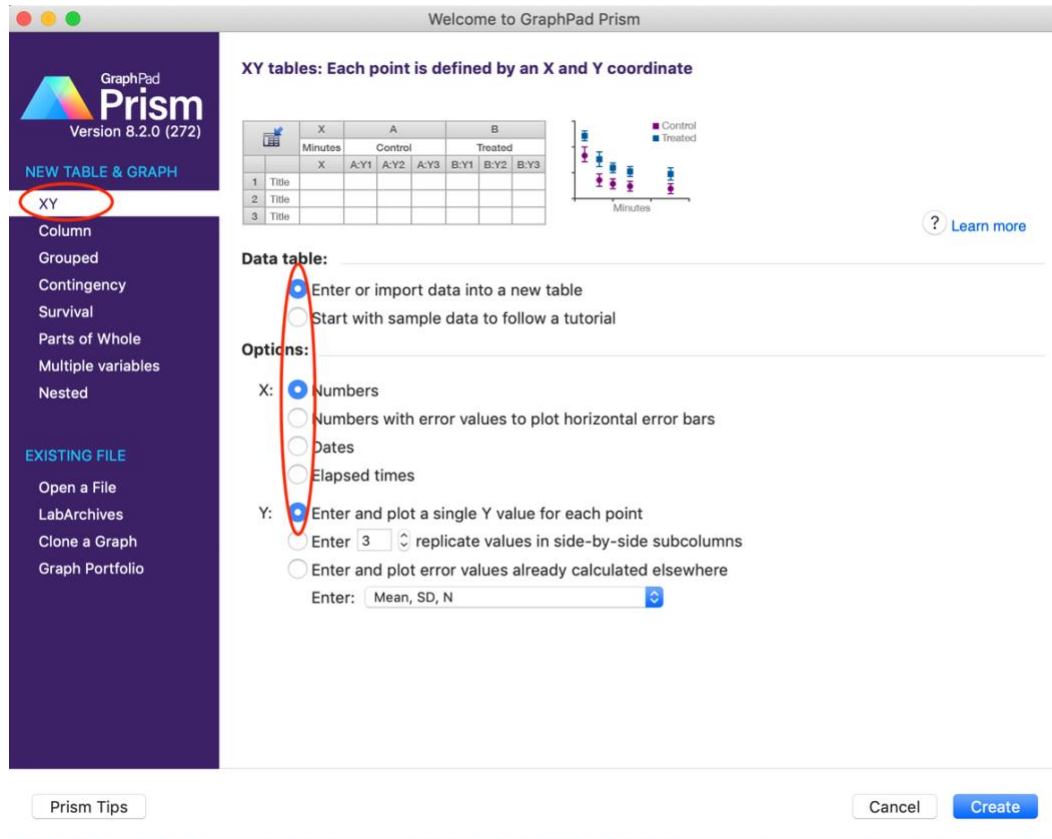 Welcome to GraphPad Prism
GraphPad
Prism
Version 8.2.0 (272)
NEW TABLE & GRAPH
XY
Column
Grouped
Contingency
Survival
Parts of Whole
Multiple variables
Nested
EXISTING FILE
Open a File
LabArchives
Clone a Graph
Graph Portfolio
XY tables: Each point is defined by an X and Y coordinate
X A B
Minutes Control Treated
X A:Y1 A:Y2 A:Y3 B:Y1 B:Y2 B:Y3
1 Title
2 Title
3 Title
Control
Treated
Minutes
? Learn more
Data table:
Enter or import data into a new table
Start with sample data to follow a tutorial
Options:
X: Numbers
Numbers with error values to plot horizontal error bars
Dates
Elapsed times
Y: Enter and plot a single Y value for each point
Enter 3 replicate values in side-by-side subcolumns
Enter and plot error values already calculated elsewhere
Enter: Mean, SD, N
Prism Tips
Cancel Create